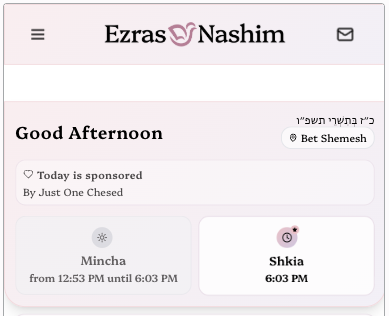 Ezras Nashim
כ״ז בתשרי תשפ״ו
Good Afternoon
Bet Shemesh
Today is sponsored
By Just One Chesed
Mincha
from 12:53 PM until 6:03 PM
Shkia
6:03 PM